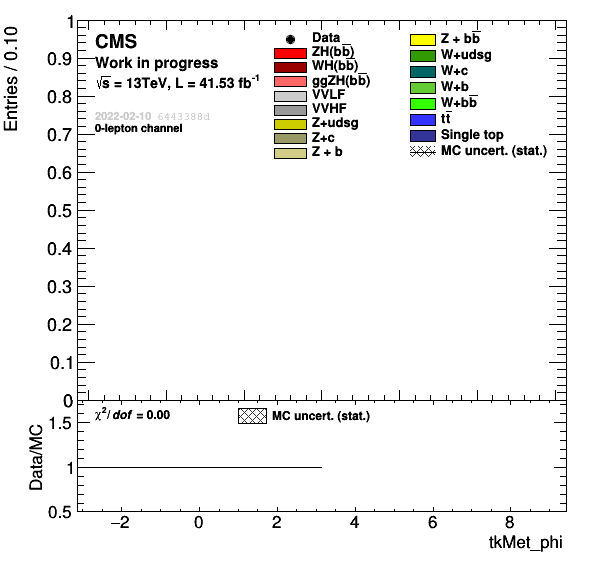 Entries / 0.10
1
0.9
0.8
0.7
0.6
0.5
0.4
0.3
0.2
0.1
0
CMS
Work in progress
√s = 13TeV, L = 41.53 fb⁻¹
2022-02-10 6443388d
0-lepton channel
Data
ZH(bb̅)
WH(bb̅)
ggZH(bb̅)
VVLF
VVHF
Z+udsg
Z+c
Z + b
Z + bb̅
W+udsg
W+c
W+b
W+bb̅
tt̅
Single top
MC uncert. (stat.)
Data/MC
1.5
1
0.5
χ²/dof = 0.00
MC uncert. (stat.)
−2 0 2 4 6 8
tkMet_phi